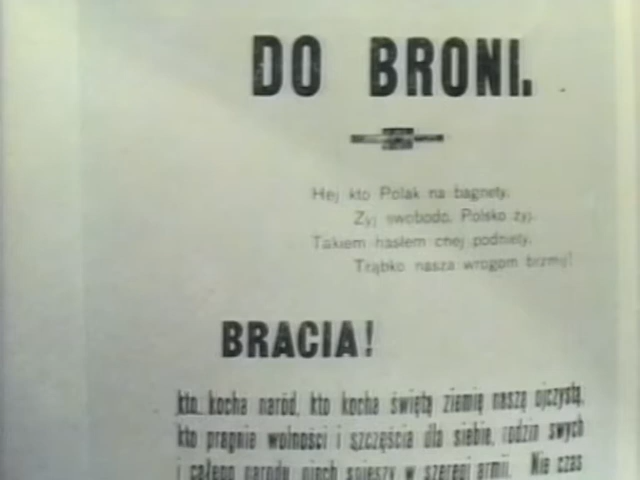 DO BRONI.
Hej kto Polak na bagnety.
Żyj swobodo. Polsko żyj.
Takiem hasłem cnej podniety.
Trąbko nasza wrogom brzmij!
BRACIA!
kto kocha naród, kto kocha świętą ziemię naszą ojczystą,
kto pragnie wolności i szczęścia dla siebie, rodzin swych
i całego narodu, niech spieszy w szeregi armji. Nie czas